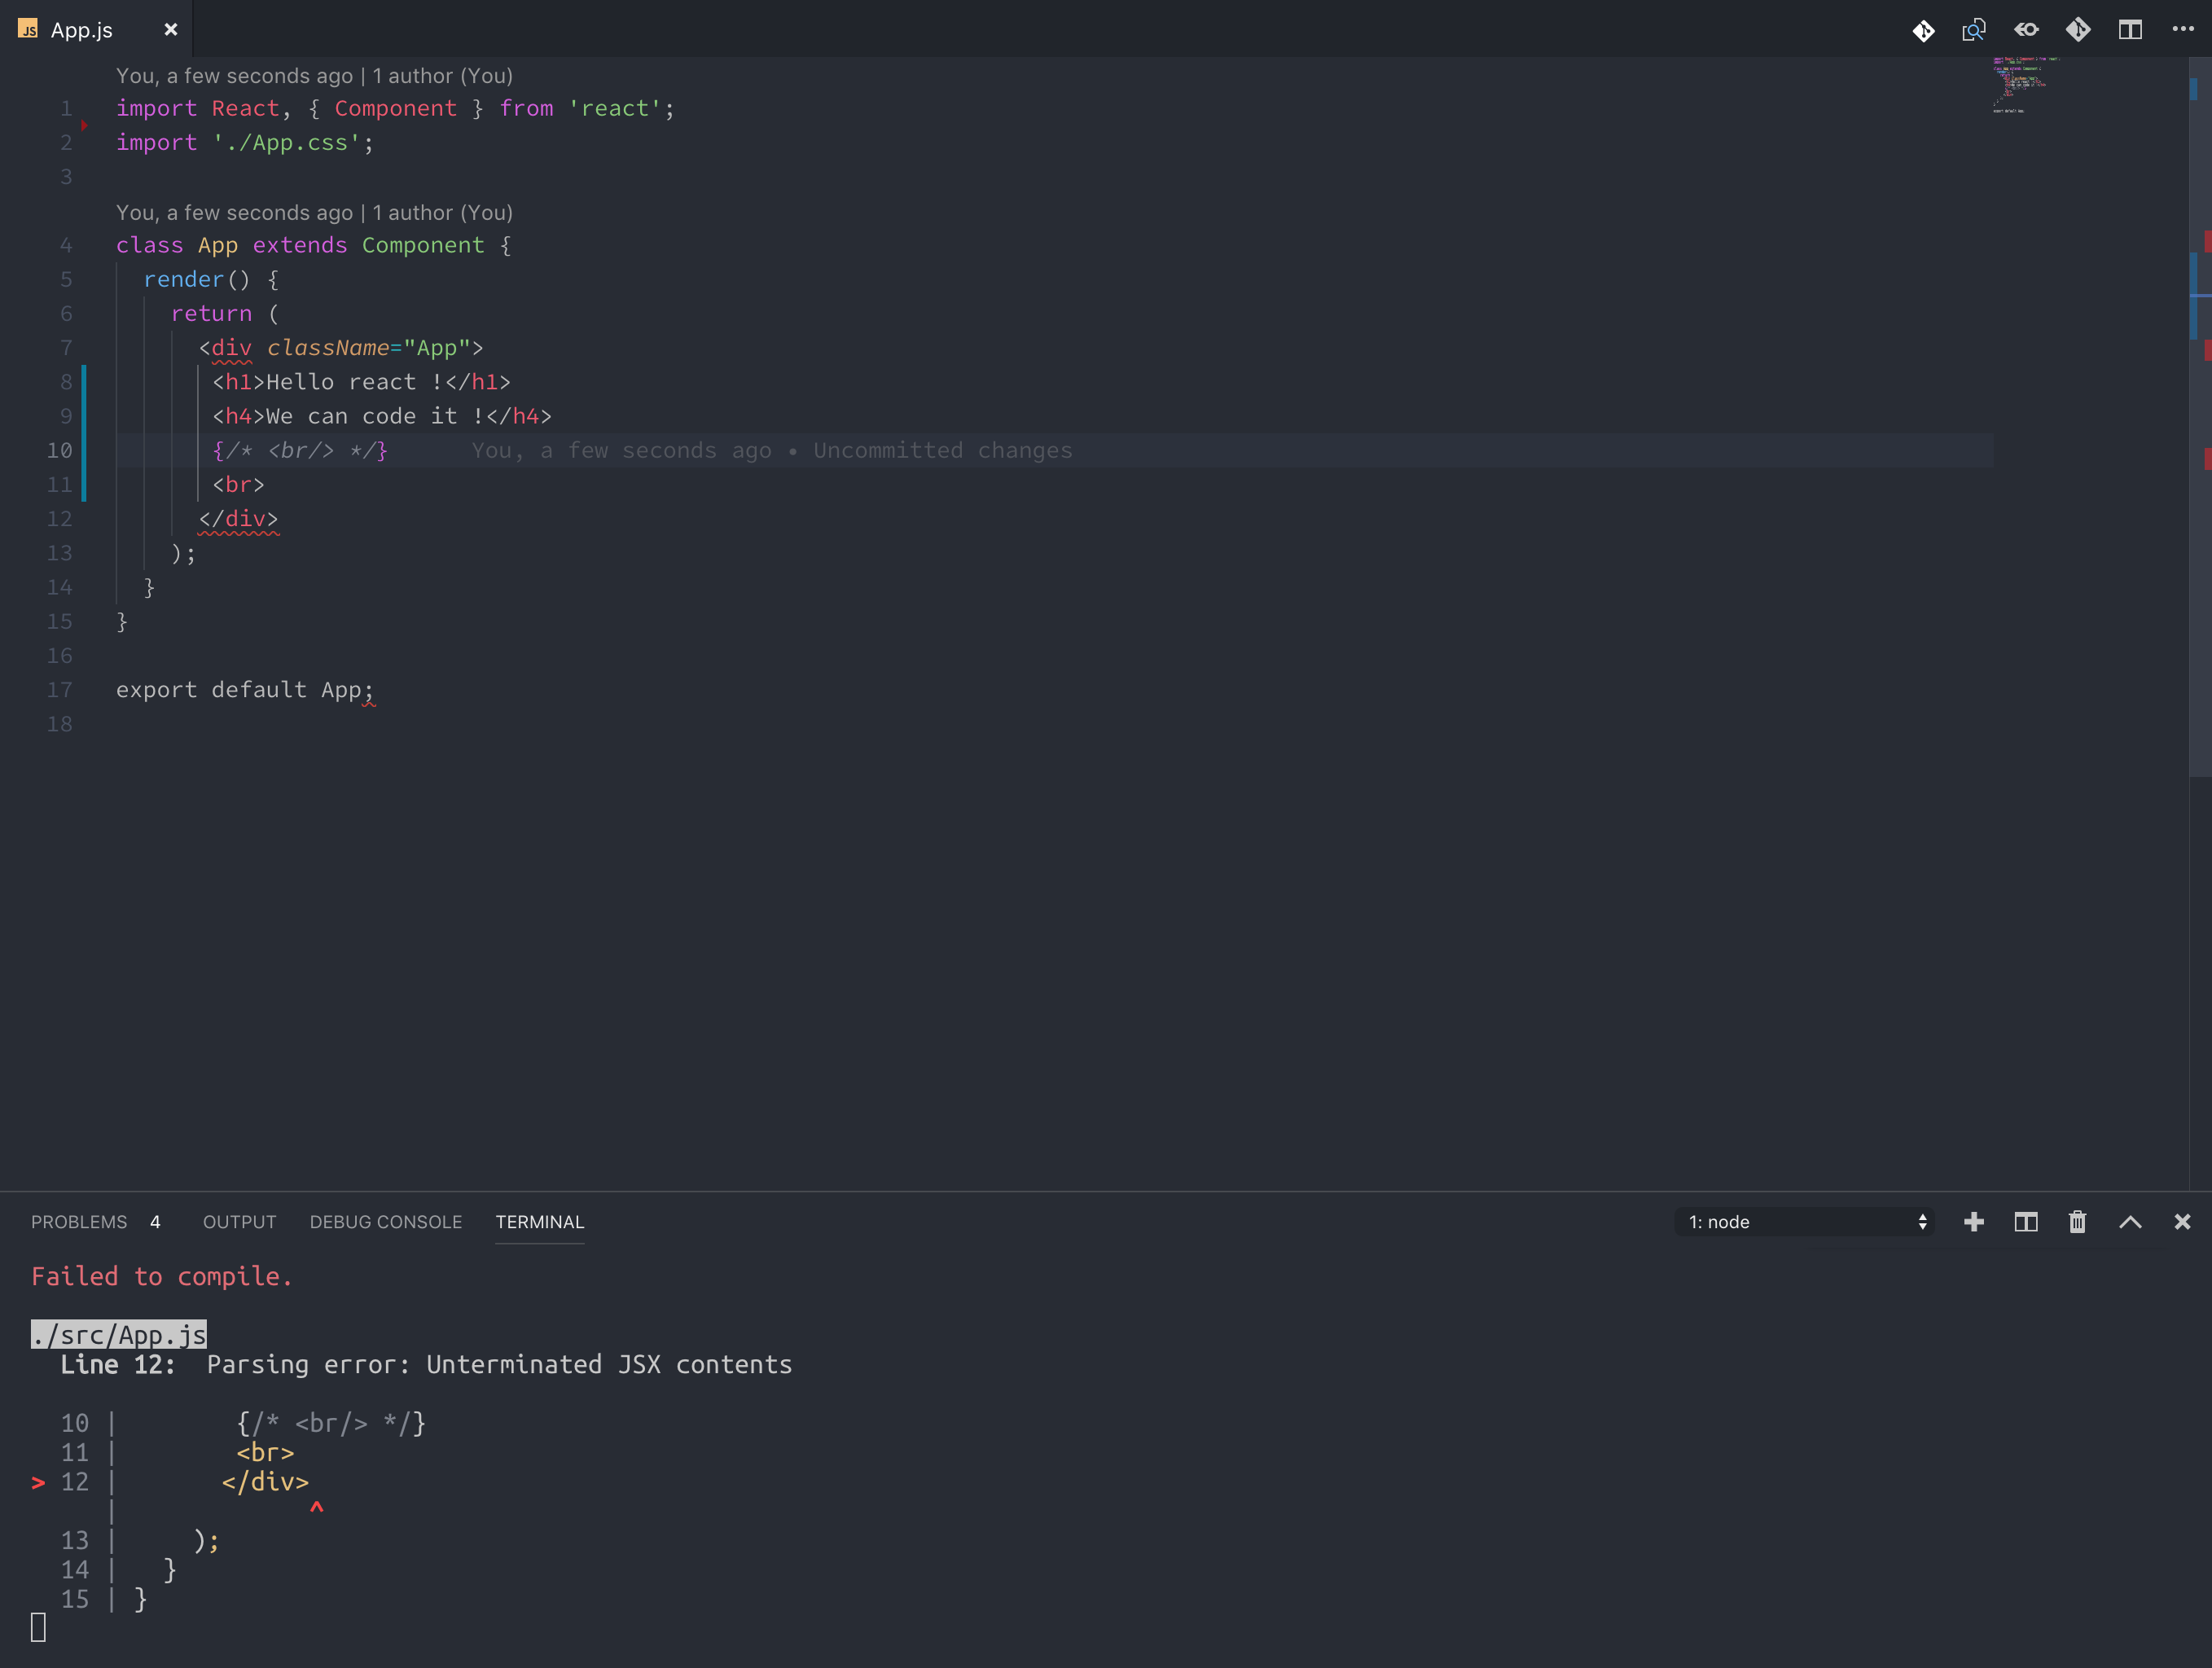 JS App.js ×
You, a few seconds ago | 1 author (You)
1 import React, { Component } from 'react';
2 import './App.css';
3
You, a few seconds ago | 1 author (You)
4 class App extends Component {
5 render() {
6 return (
7 <div className="App">
8 <h1>Hello react !</h1>
9 <h4>We can code it !</h4>
10 {/* <br/> */} You, a few seconds ago • Uncommitted changes
11 <br>
12 </div>
13 );
14 }
15 }
16
17 export default App;
18
PROBLEMS 4 OUTPUT DEBUG CONSOLE TERMINAL 1: node
Failed to compile.
./src/App.js
Line 12: Parsing error: Unterminated JSX contents
10 | {/* <br/> */}
11 | <br>
> 12 | </div>
| ^
13 | );
14 | }
15 | }